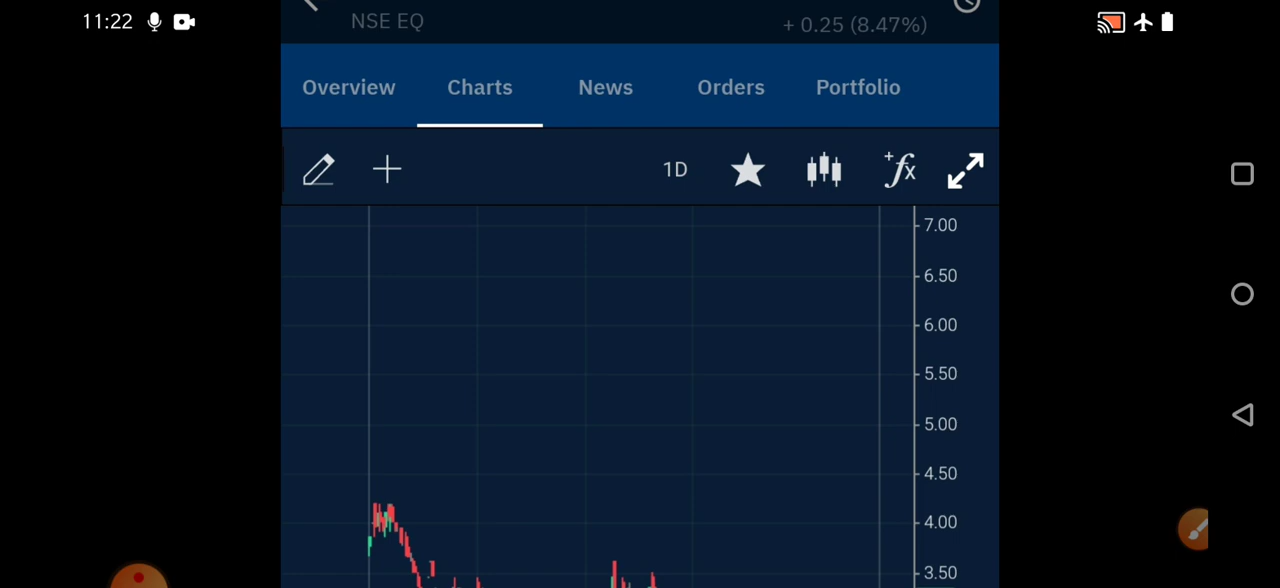 11:22
NSE EQ
+ 0.25 (8.47%)
Overview Charts News Orders Portfolio
1D
+fx
7.00
6.50
6.00
5.50
5.00
4.50
4.00
3.50